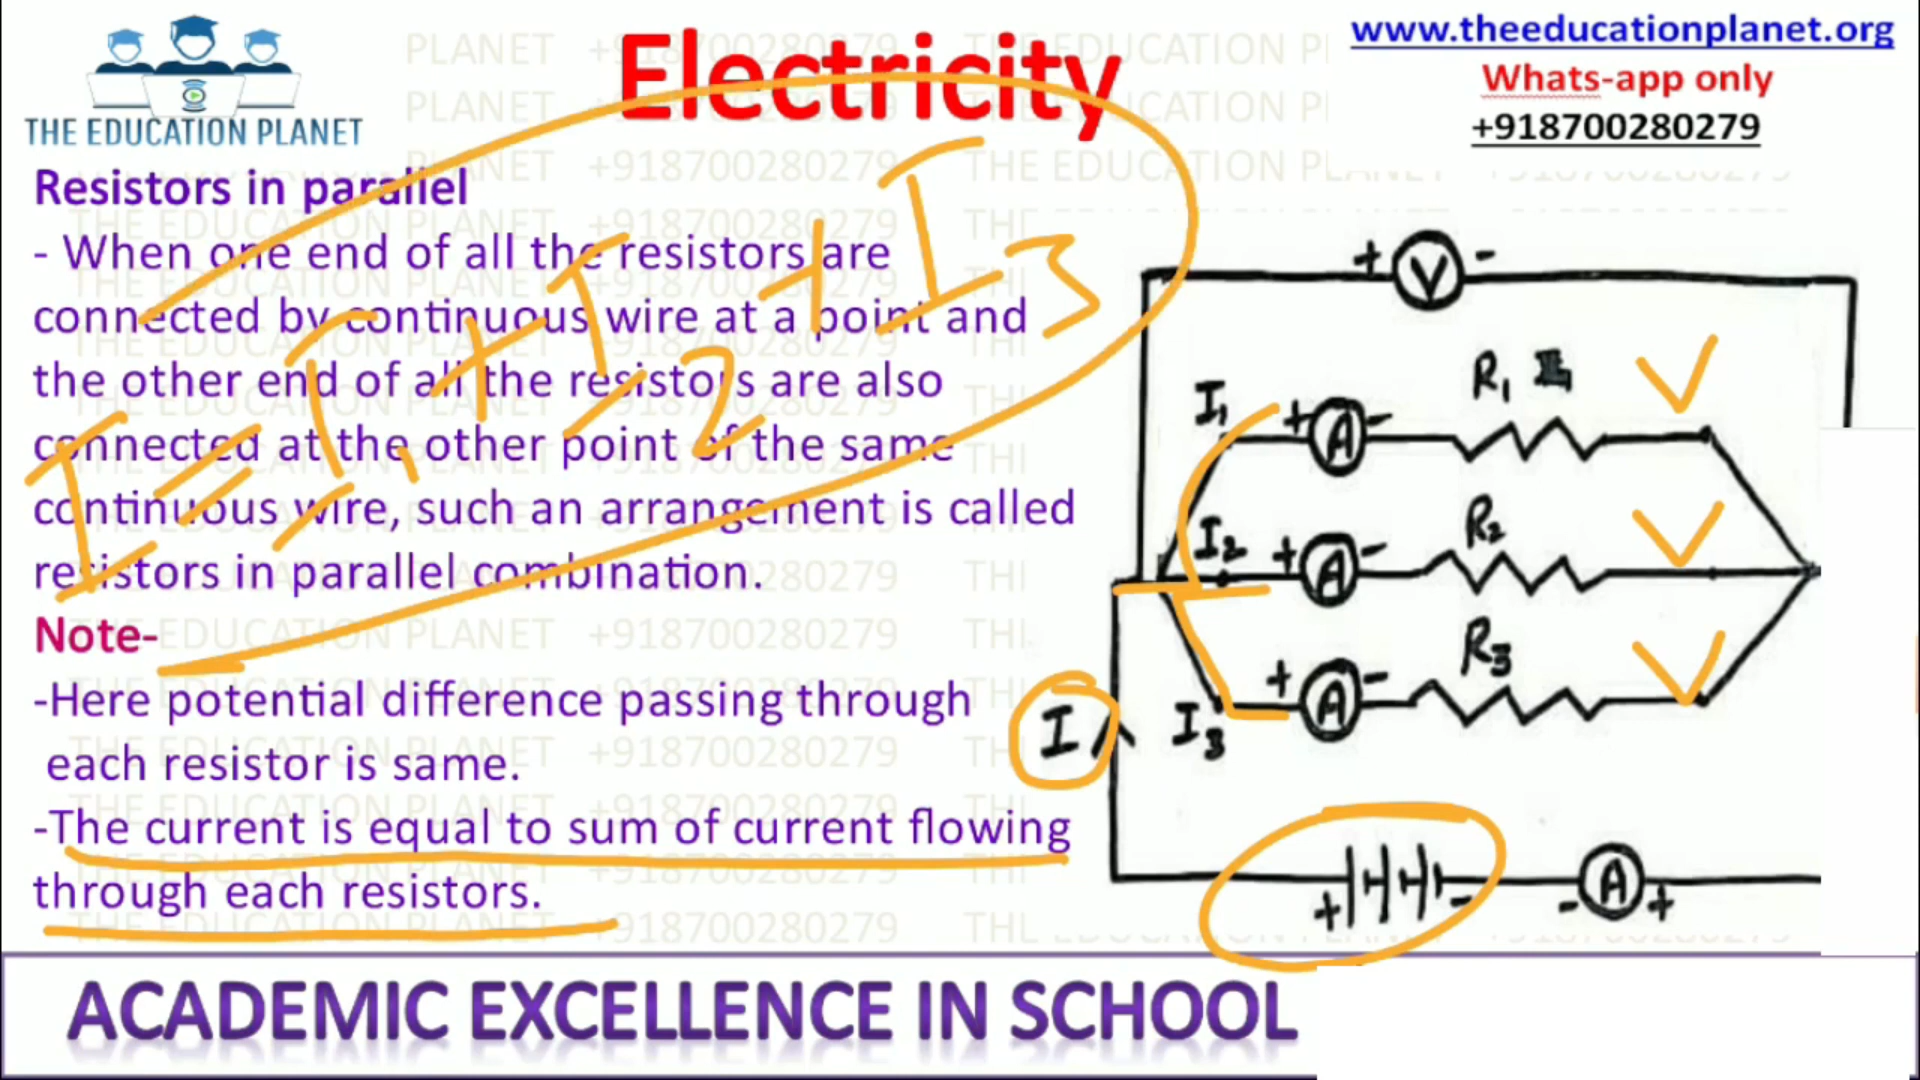 www.theeducationplanet.org
Electricity
Whats-app only
+918700280279
THE EDUCATION PLANET
Resistors in parallel
- When one end of all the resistors are
connected by continuous wire at a point and
the other end of all the resistors are also
connected at the other point of the same
continuous wire, such an arrangement is called
resistors in parallel combination.
Note-
-Here potential difference passing through
each resistor is same.
-The current is equal to sum of current flowing
through each resistors.
I = I1 + I2 + I3
+ V -
I1 + A - R1
I2 + A - R2
I3 + A - R3
I
+ - - A +
ACADEMIC EXCELLENCE IN SCHOOL